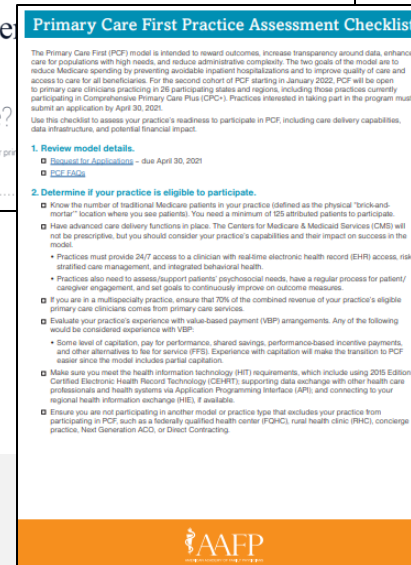 Primary Care First Practice Assessment Checklist
The Primary Care First (PCF) model is intended to reward outcomes, increase transparency around data, enhance
care for populations with high needs, and reduce administrative complexity. The two goals of the model are to
reduce Medicare spending by preventing avoidable inpatient hospitalizations and to improve quality of care and
access to care for all beneficiaries. For the second cohort of PCF starting in January 2022, PCF will be open
to primary care clinicians practicing in 26 participating states and regions, including those practices currently
participating in Comprehensive Primary Care Plus (CPC+). Practices interested in taking part in the program must
submit an application by April 30, 2021.
Use this checklist to assess your practice's readiness to participate in PCF, including care delivery capabilities,
data infrastructure, and potential financial impact.
1. Review model details.
Request for Applications – due April 30, 2021
PCF FAQs
2. Determine if your practice is eligible to participate.
Know the number of traditional Medicare patients in your practice (defined as the physical "brick-and-
mortar" location where you see patients). You need a minimum of 125 attributed patients to participate.
Have advanced care delivery functions in place. The Centers for Medicare & Medicaid Services (CMS) will
not be prescriptive, but you should consider your practice's capabilities and their impact on success in the
model.
• Practices must provide 24/7 access to a clinician with real-time electronic health record (EHR) access, risk
stratified care management, and integrated behavioral health.
• Practices also need to assess/support patients' psychosocial needs, have a regular process for patient/
caregiver engagement, and set goals to continuously improve on outcome measures.
If you are in a multispecialty practice, ensure that 70% of the combined revenue of your practice's eligible
primary care clinicians comes from primary care services.
Evaluate your practice's experience with value-based payment (VBP) arrangements. Any of the following
would be considered experience with VBP:
• Some level of capitation, pay for performance, shared savings, performance-based incentive payments,
and other alternatives to fee for service (FFS). Experience with capitation will make the transition to PCF
easier since the model includes partial capitation.
Make sure you meet the health information technology (HIT) requirements, which include using 2015 Edition
Certified Electronic Health Record Technology (CEHRT); supporting data exchange with other health care
professionals and health systems via Application Programming Interface (API); and connecting to your
regional health information exchange (HIE), if available.
Ensure you are not participating in another model or practice type that excludes your practice from
participating in PCF, such as a federally qualified health center (FQHC), rural health clinic (RHC), concierge
practice, Next Generation ACO, or Direct Contracting.
AAFP